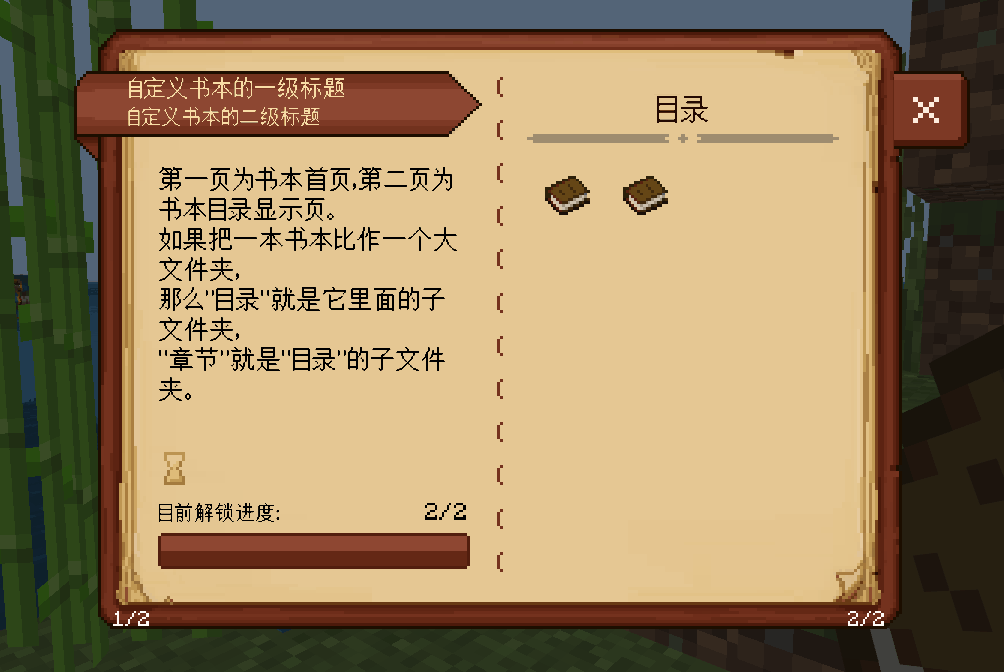 自定义书本的一级标题
自定义书本的二级标题
第一页为书本首页,第二页为
书本目录显示页。
如果把一本书本比作一个大
文件夹,
那么"目录"就是它里面的子
文件夹,
"章节"就是"目录"的子文件
夹。
目前解锁进度:
2/2
1/2
目录
2/2